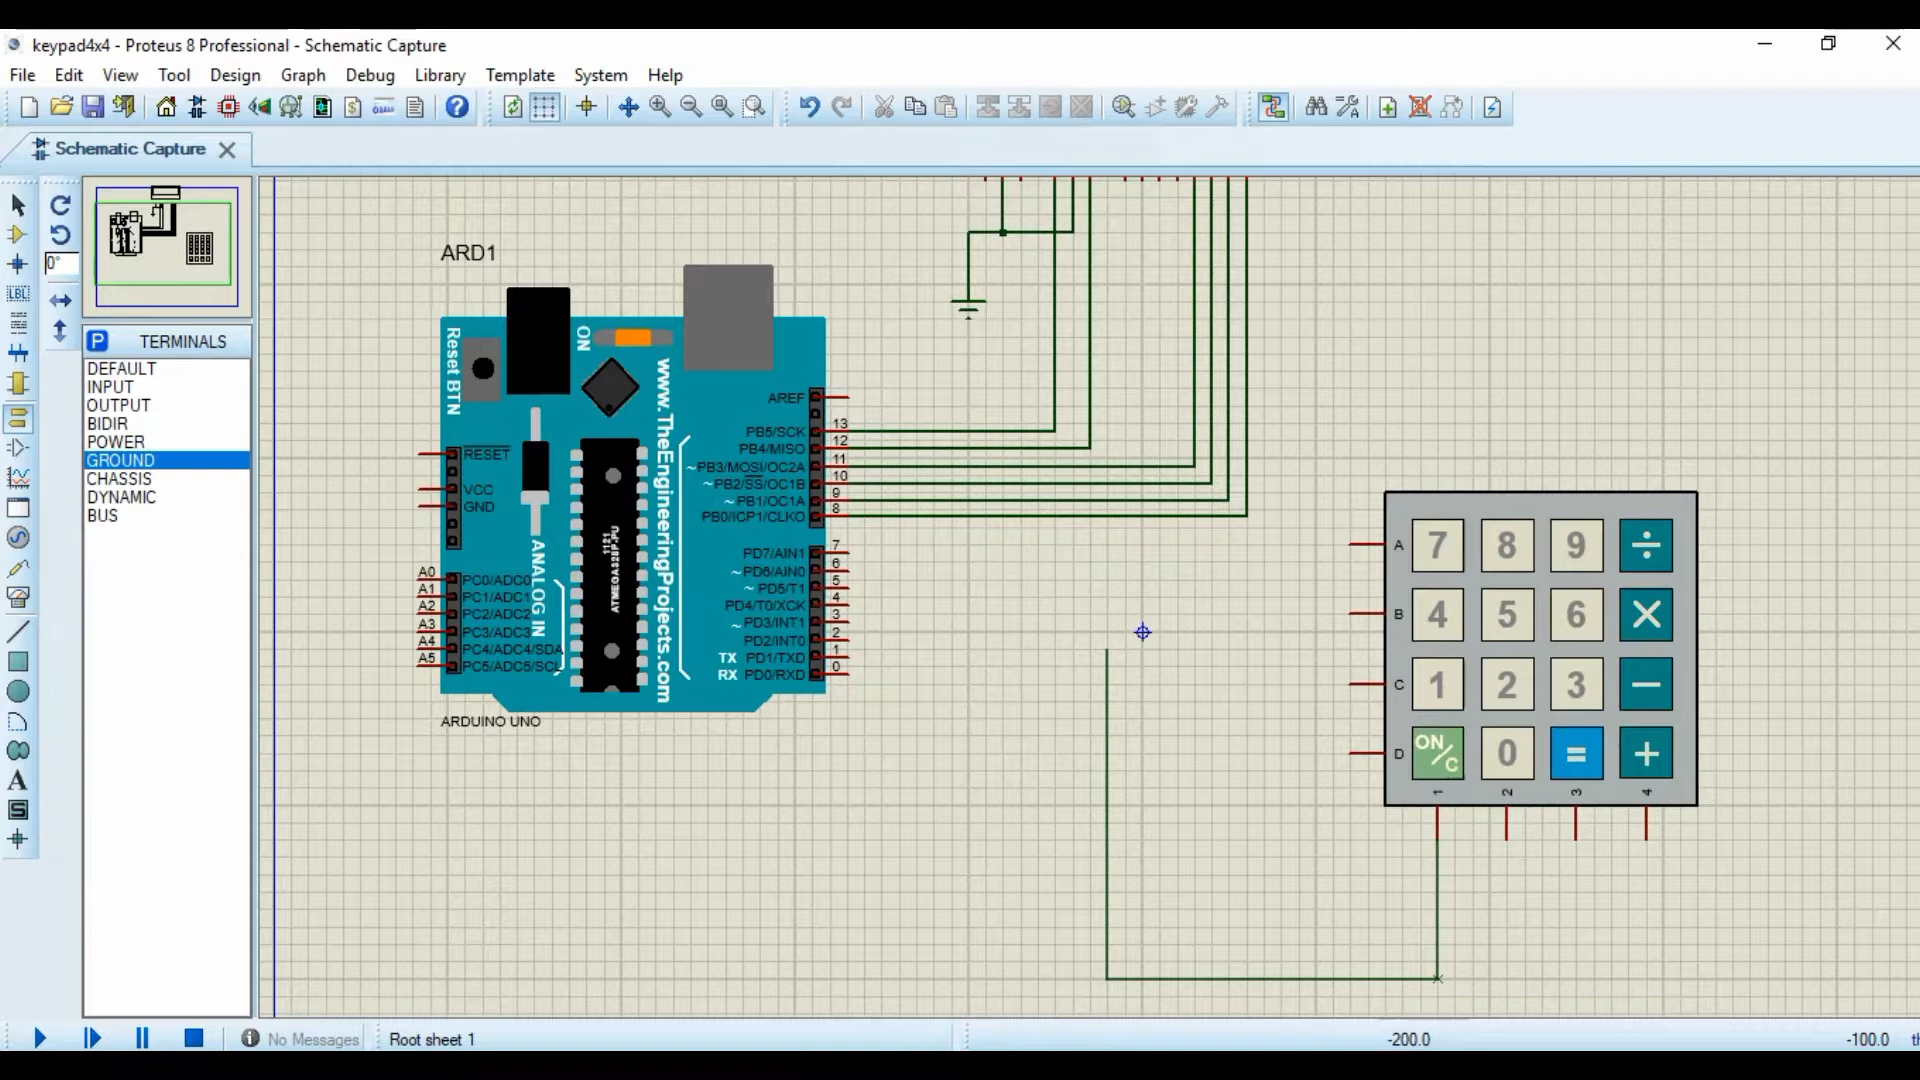 keypad4x4 - Proteus 8 Professional - Schematic Capture
File Edit View Tool Design Graph Debug Library Template System Help
Schematic Capture
0°
LBL
P TERMINALS
DEFAULT
INPUT
OUTPUT
BIDIR
POWER
GROUND
CHASSIS
DYNAMIC
BUS
A
S
ARD1
Reset BTN
ON
www.TheEngineeringProjects.com
ANALOG IN
ATMEGA328P-PU
1121
RESET
VCC
GND
A0 PC0/ADC0
A1 PC1/ADC1
A2 PC2/ADC2
A3 PC3/ADC3
A4 PC4/ADC4/SDA
A5 PC5/ADC5/SCL
AREF
PB5/SCK 13
PB4/MISO 12
~PB3/MOSI/OC2A 11
~PB2/SS/OC1B 10
~PB1/OC1A 9
PB0/ICP1/CLKO 8
PD7/AIN1 7
~PD6/AIN0 6
~PD5/T1 5
PD4/T0/XCK 4
~PD3/INT1 3
PD2/INT0 2
TX PD1/TXD 1
RX PD0/RXD 0
ARDUINO UNO
A 7 8 9 ÷
B 4 5 6 ×
C 1 2 3 −
D ON/C 0 = +
1 2 3 4
No Messages Root sheet 1 -200.0 -100.0 th